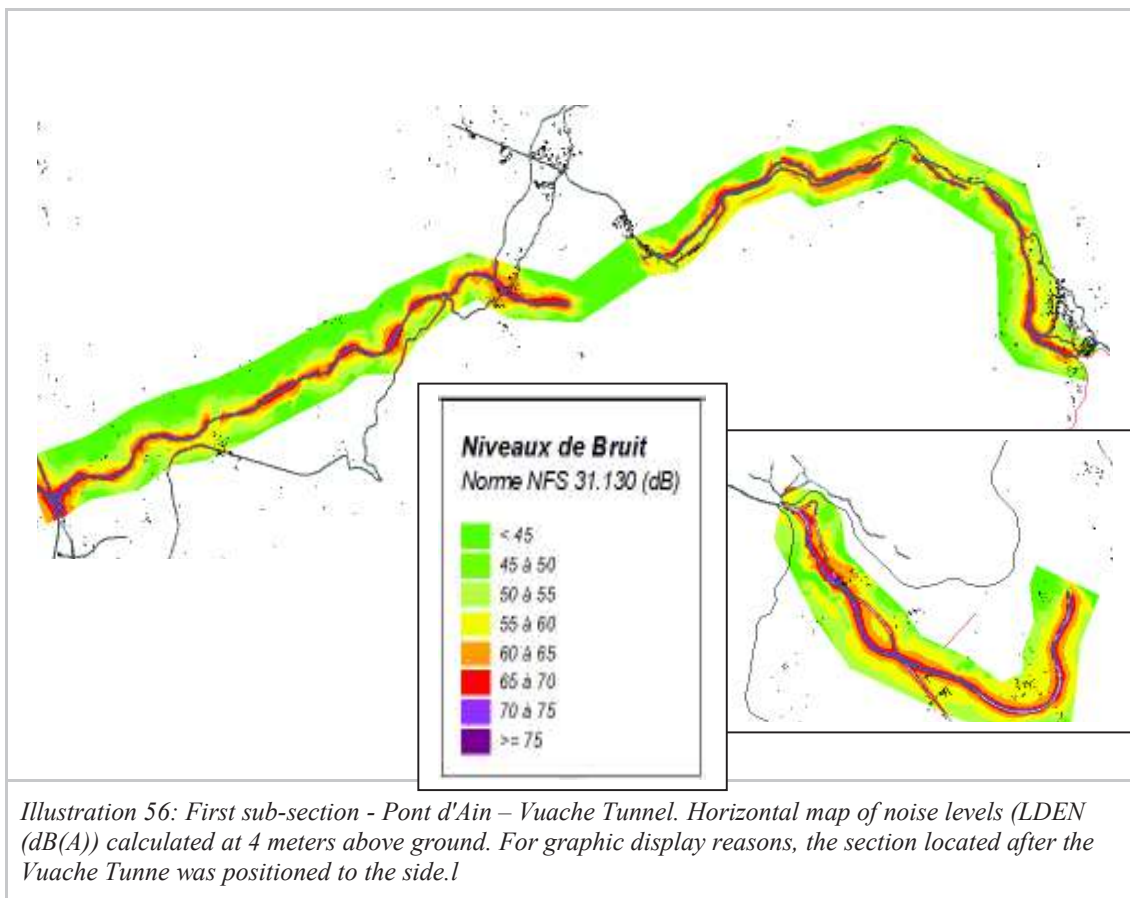 Niveaux de Bruit
Norme NFS 31.130 (dB)
< 45
45 à 50
50 à 55
55 à 60
60 à 65
65 à 70
70 à 75
>= 75
Illustration 56: First sub-section - Pont d'Ain – Vuache Tunnel. Horizontal map of noise levels (LDEN
(dB(A)) calculated at 4 meters above ground. For graphic display reasons, the section located after the
Vuache Tunne was positioned to the side.l